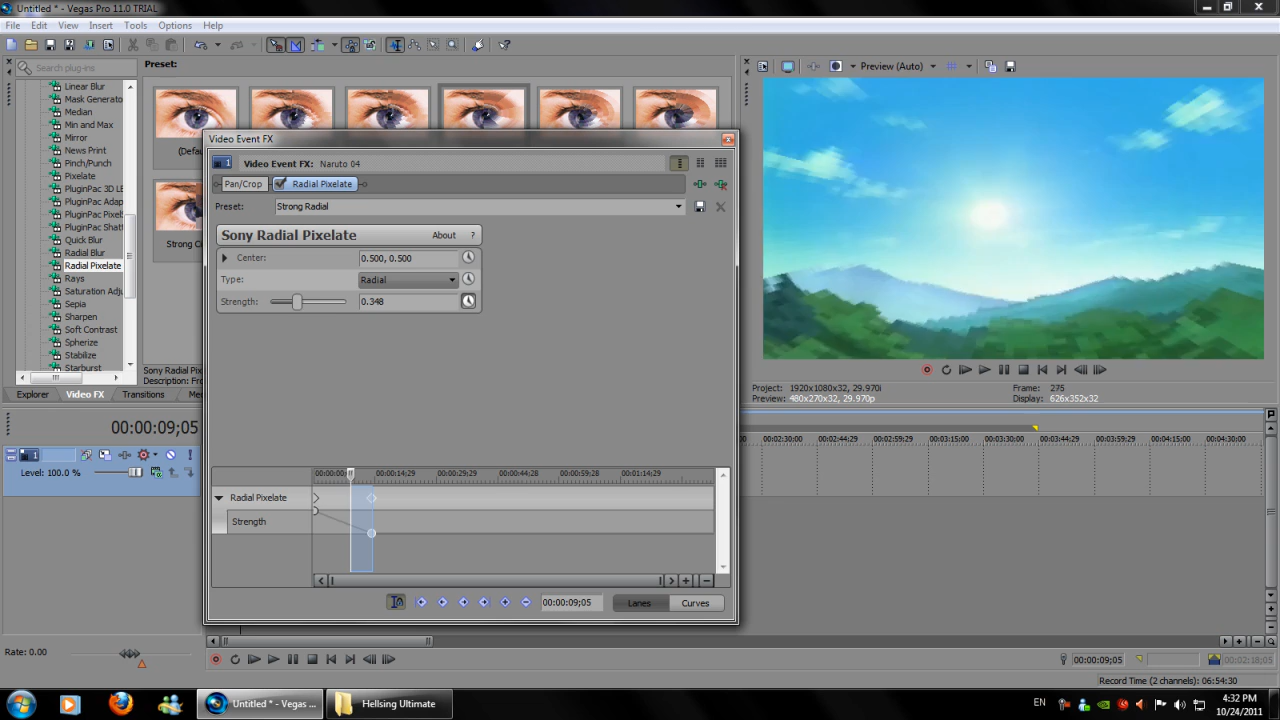 Untitled * - Vegas Pro 11.0 TRIAL
File Edit View Insert Tools Options Help
Search plug-ins
Preset:
Preview (Auto)
Linear Blur
Mask Generato
Median
Min and Max
Mirror
News Print
Pinch/Punch
Pixelate
PluginPac 3D LE
PluginPac Adap
PluginPac Pixel
PluginPac Shat
Quick Blur
Radial Blur
Radial Pixelate
Rays
Saturation Adju
Sepia
Sharpen
Soft Contrast
Spherize
Stabilize
Starburst
(Defau
Strong C
Sony Radial Pix
Description: Fro
Explorer Video FX Transitions Me
Video Event FX
Video Event FX: Naruto 04
Pan/Crop Radial Pixelate
Preset: Strong Radial
Sony Radial Pixelate About ?
Center: 0.500, 0.500
Type: Radial
Strength: 0.348
00:00:0 00:00:14;29 00:00:29;29 00:00:44;28 00:00:59;28 00:01:14;29
Radial Pixelate
Strength
00:00:09;05 Lanes Curves
Project: 1920x1080x32, 29.970i Frame: 275
Preview: 480x270x32, 29.970p Display: 626x352x32
00:00:09;05
1
Level: 100.0 %
00 00:02:30;00 00:02:44;29 00:02:59;29 00:03:15;00 00:03:30;00 00:03:44;29 00:03:59;29 00:04:15;00 00:04:30;00
Rate: 0.00
00:00:09;05 00:02:18;05
Record Time (2 channels): 06:54:30
Untitled * - Vegas ...
Hellsing Ultimate
EN
4:32 PM
10/24/2011